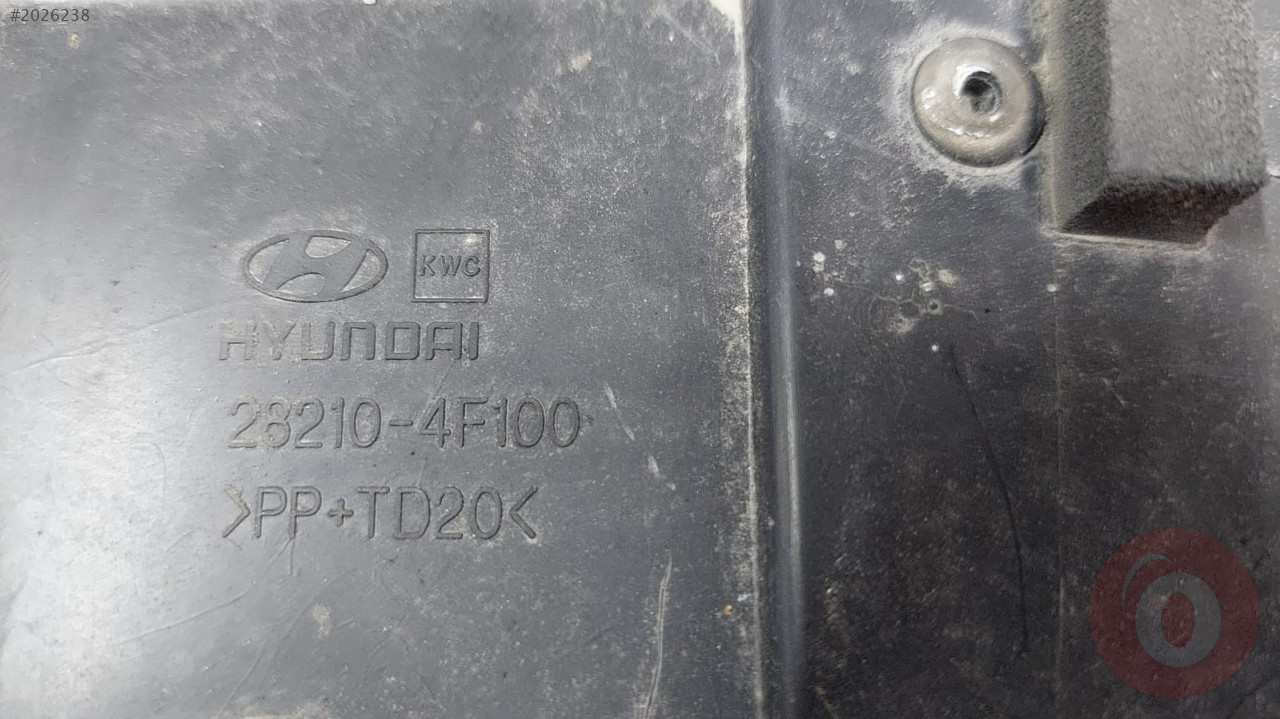 #2026238
KWC
HYUNDAI
28210-4F100
>PP+TD20<